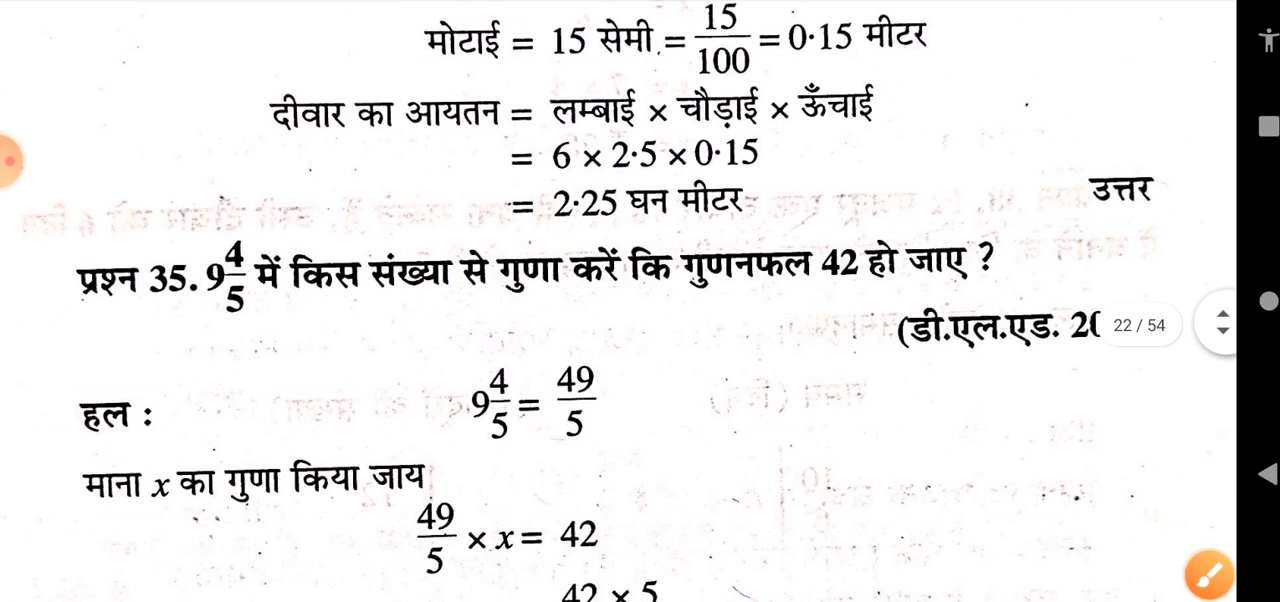 मोटाई = 15 सेमी = 15/100 = 0·15 मीटर
दीवार का आयतन = लम्बाई × चौड़ाई × ऊँचाई
= 6 × 2·5 × 0·15
= 2·25 घन मीटर उत्तर
प्रश्न 35. 9 4/5 में किस संख्या से गुणा करें कि गुणनफल 42 हो जाए ?
(डी.एल.एड. 2
22 / 54
हल : 9 4/5 = 49/5
माना x का गुणा किया जाय
49/5 × x = 42
42 × 5